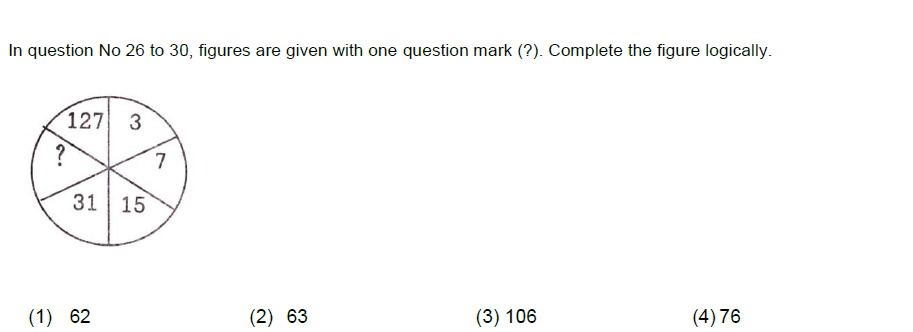 In question No 26 to 30, figures are given with one question mark (?). Complete the figure logically.
127 3
? 7
31 15
(1) 62 (2) 63 (3) 106 (4) 76